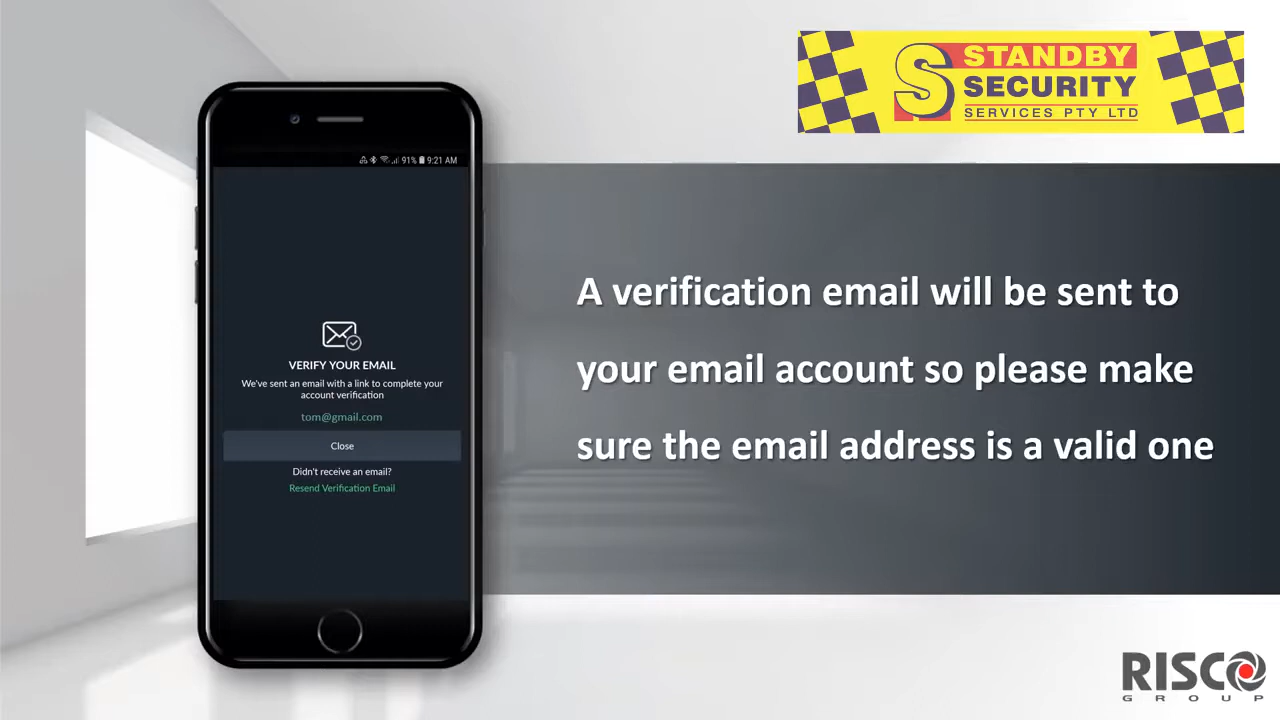 STANDBY
SECURITY
SERVICES PTY LTD
91% 9:21 AM
VERIFY YOUR EMAIL
We've sent an email with a link to complete your
account verification
tom@gmail.com
Close
Didn't receive an email?
Resend Verification Email
A verification email will be sent to
your email account so please make
sure the email address is a valid one
RISCO
GROUP